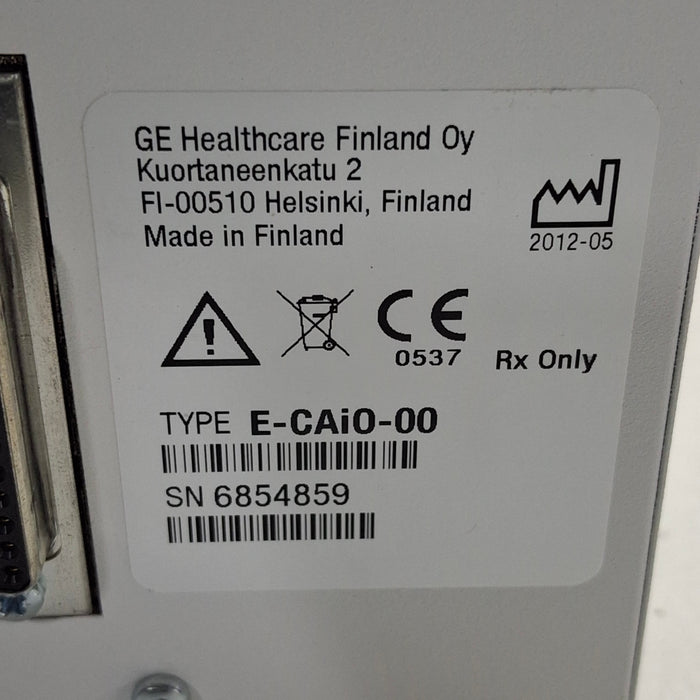 GE Healthcare Finland Oy
Kuortaneenkatu 2
FI-00510 Helsinki, Finland
Made in Finland
2012-05
CE
0537
Rx Only
TYPE E-CAiO-00
SN 6854859